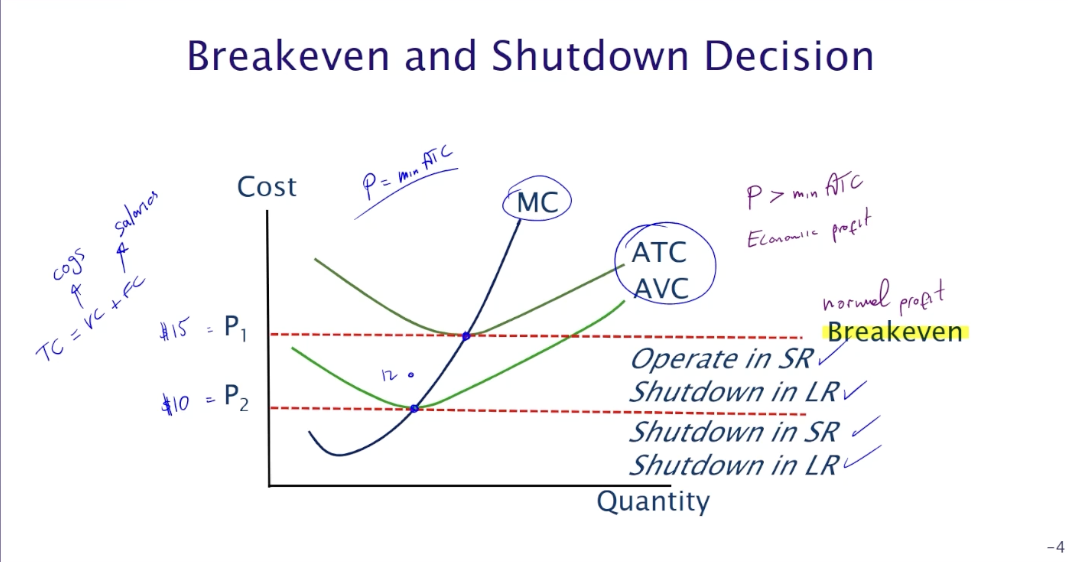 Breakeven and Shutdown Decision
P = min ATC
Cost
MC
P > min ATC
Economic profit
ATC
AVC
cogs
salaries
TC = VC + FC
normal profit
$15 = P1
Breakeven
Operate in SR ✓
12
Shutdown in LR ✓
$10 = P2
Shutdown in SR ✓
Shutdown in LR ✓
Quantity
-4